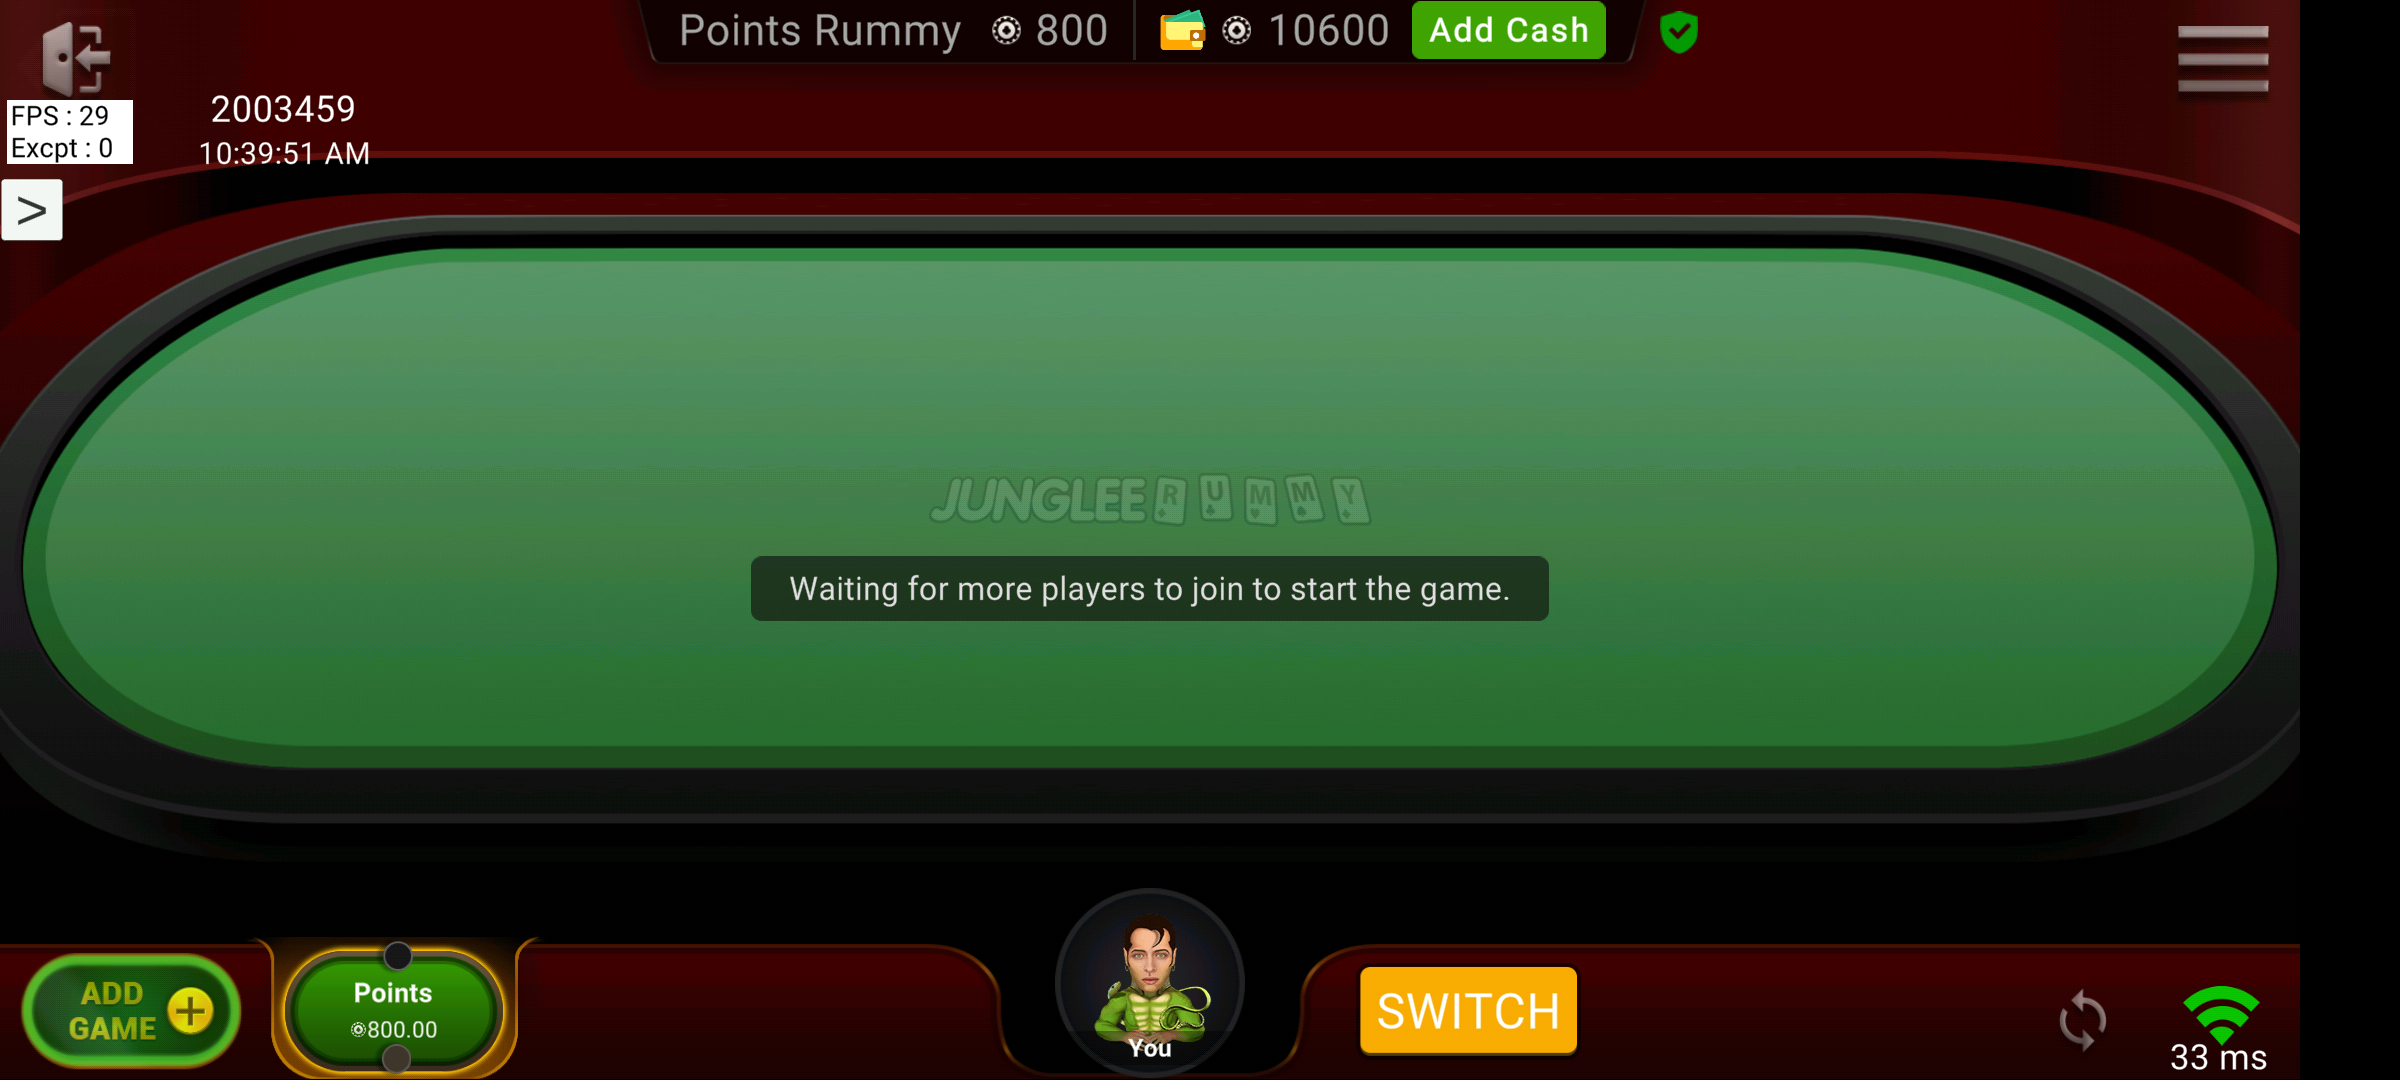 Points Rummy 800 10600 Add Cash
FPS : 29
Excpt : 0
2003459
10:39:51 AM
>
JUNGLEE RUMMY
Waiting for more players to join to start the game.
ADD
GAME +
Points
800.00
You
SWITCH
33 ms